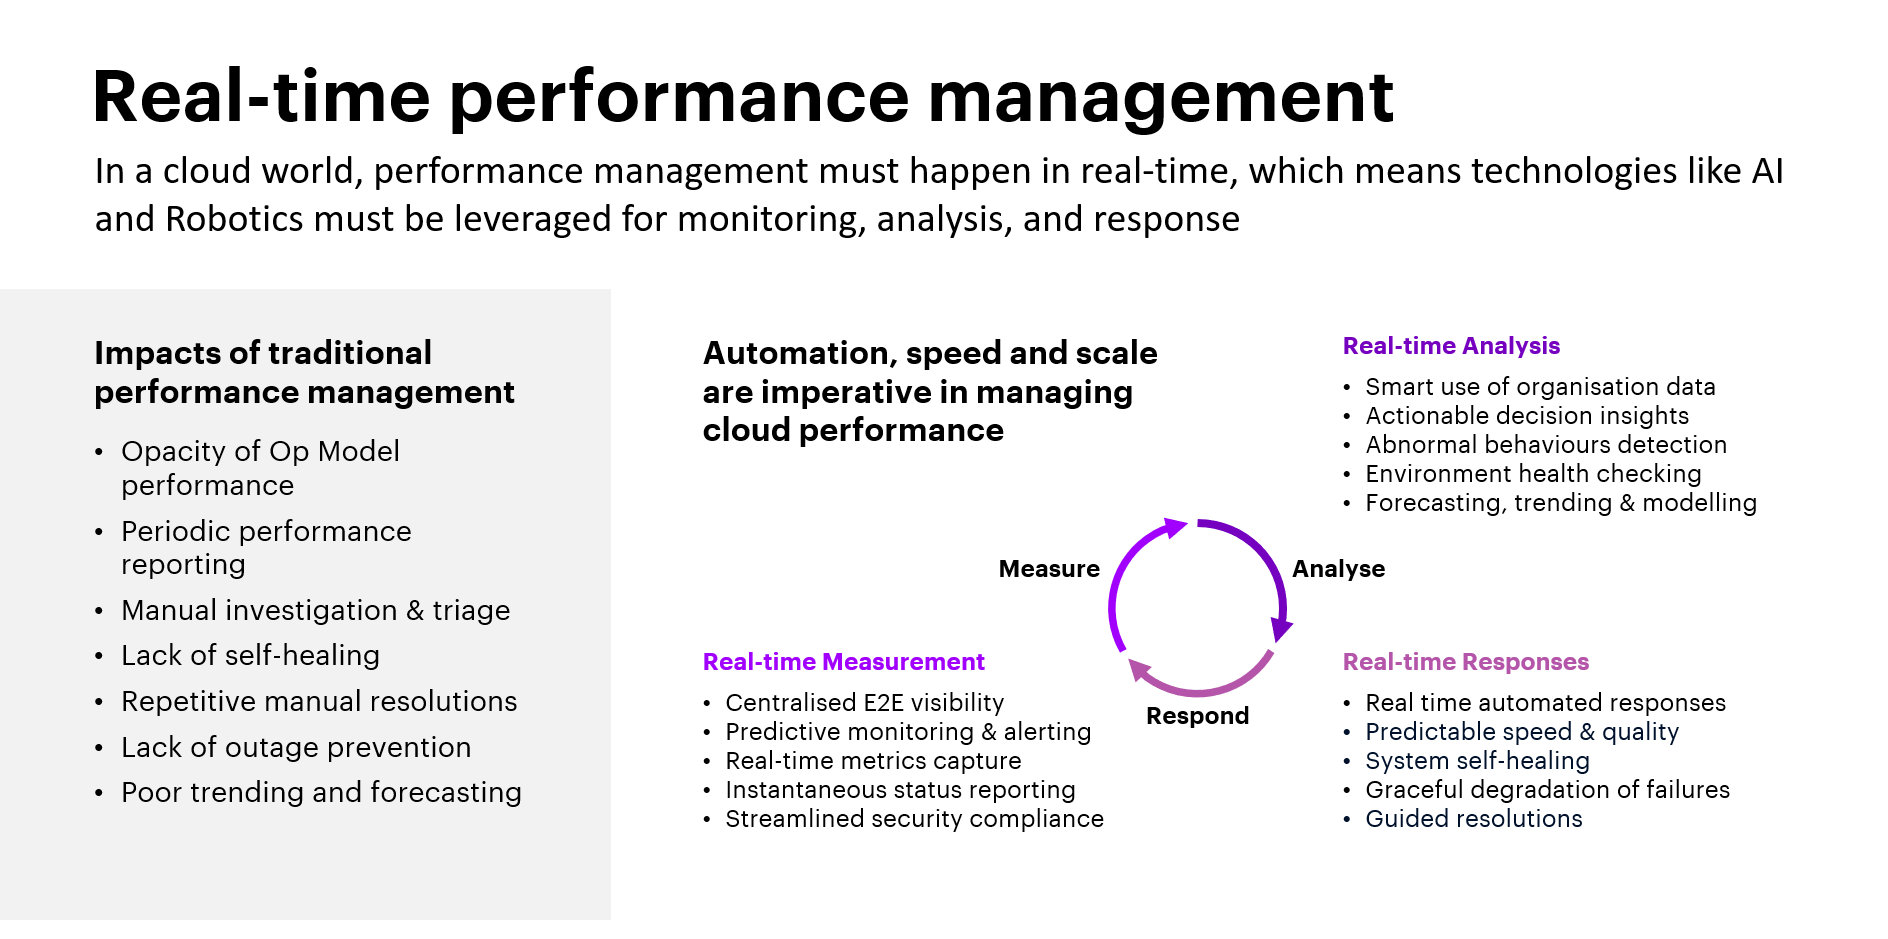 Real-time performance management
In a cloud world, performance management must happen in real-time, which means technologies like AI
and Robotics must be leveraged for monitoring, analysis, and response
Impacts of traditional
performance management
• Opacity of Op Model
performance
• Periodic performance
reporting
• Manual investigation & triage
• Lack of self-healing
• Repetitive manual resolutions
• Lack of outage prevention
• Poor trending and forecasting
Automation, speed and scale
are imperative in managing
cloud performance
Real-time Analysis
• Smart use of organisation data
• Actionable decision insights
• Abnormal behaviours detection
• Environment health checking
• Forecasting, trending & modelling
Measure
Analyse
Respond
Real-time Measurement
• Centralised E2E visibility
• Predictive monitoring & alerting
• Real-time metrics capture
• Instantaneous status reporting
• Streamlined security compliance
Real-time Responses
• Real time automated responses
• Predictable speed & quality
• System self-healing
• Graceful degradation of failures
• Guided resolutions